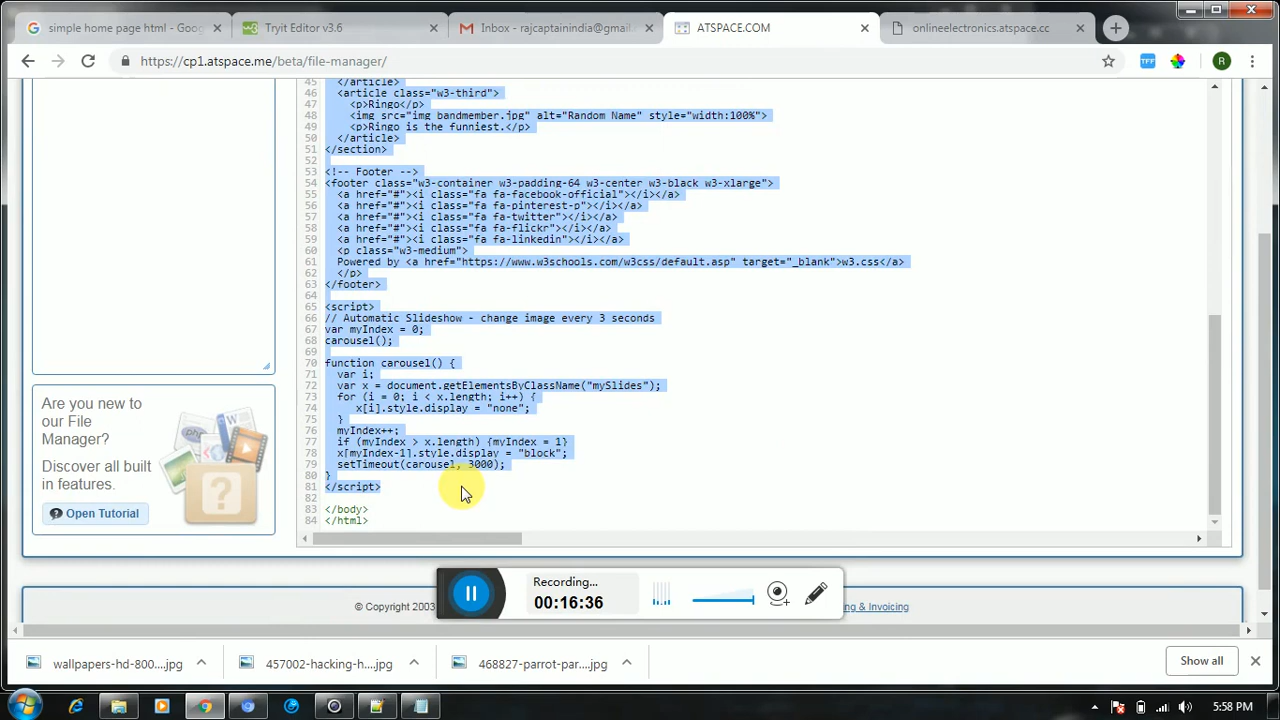 simple home page html - Goog
Tryit Editor v3.6
Inbox - rajcaptainindia@gmail.
ATSPACE.COM
onlineelectronics.atspace.cc
https://cp1.atspace.me/beta/file-manager/
TFF
R
45 </article>
46 <article class="w3-third">
47 <p>Ringo</p>
48 <img src="img_bandmember.jpg" alt="Random Name" style="width:100%">
49 <p>Ringo is the funniest.</p>
50 </article>
51 </section>
52
53 <!-- Footer -->
54 <footer class="w3-container w3-padding-64 w3-center w3-black w3-xlarge">
55 <a href="#"><i class="fa fa-facebook-official"></i></a>
56 <a href="#"><i class="fa fa-pinterest-p"></i></a>
57 <a href="#"><i class="fa fa-twitter"></i></a>
58 <a href="#"><i class="fa fa-flickr"></i></a>
59 <a href="#"><i class="fa fa-linkedin"></i></a>
60 <p class="w3-medium">
61 Powered by <a href="https://www.w3schools.com/w3css/default.asp" target="_blank">w3.css</a>
62 </p>
63 </footer>
64
65 <script>
66 // Automatic Slideshow - change image every 3 seconds
67 var myIndex = 0;
68 carousel();
69
70 function carousel() {
71 var i;
72 var x = document.getElementsByClassName("mySlides");
73 for (i = 0; i < x.length; i++) {
74 x[i].style.display = "none";
75 }
76 myIndex++;
77 if (myIndex > x.length) {myIndex = 1}
78 x[myIndex-1].style.display = "block";
79 setTimeout(carousel, 3000);
80 }
81 </script>
82
83 </body>
84 </html>
Are you new to
our File
Manager?
Discover all built
in features.
Open Tutorial
Recording...
00:16:36
© Copyright 2003
ng & Invoicing
wallpapers-hd-800....jpg
457002-hacking-h....jpg
468827-parrot-par....jpg
Show all
5:58 PM